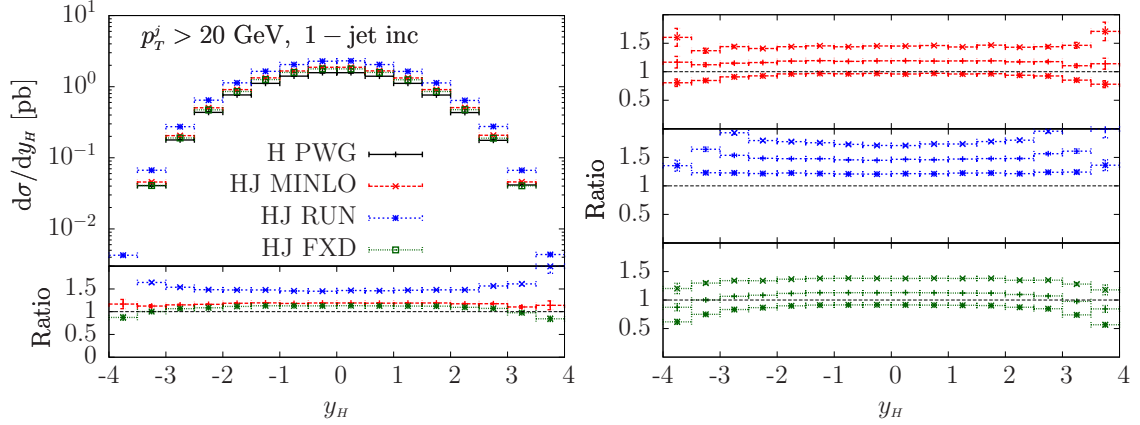 p_T^j > 20 GeV, 1 − jet inc
dσ/dy_H [pb]
10^1
10^0
10^−1
10^−2
H PWG
HJ MINLO
HJ RUN
HJ FXD
Ratio
1.5
1
0.5
0
-4 -3 -2 -1 0 1 2 3 4
y_H
Ratio
1.5
1
0.5
1.5
1
0.5
1.5
1
0.5
-4 -3 -2 -1 0 1 2 3 4
y_H